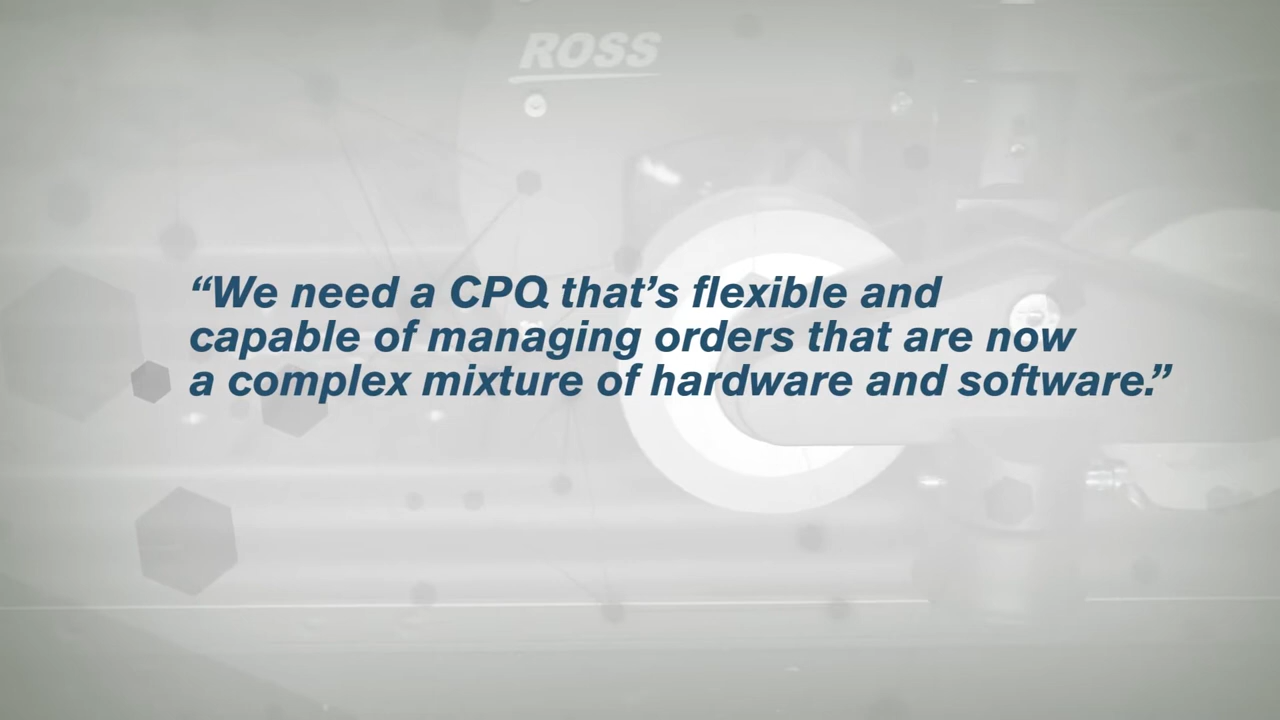 ROSS
“We need a CPQ that’s flexible and
capable of managing orders that are now
a complex mixture of hardware and software.”